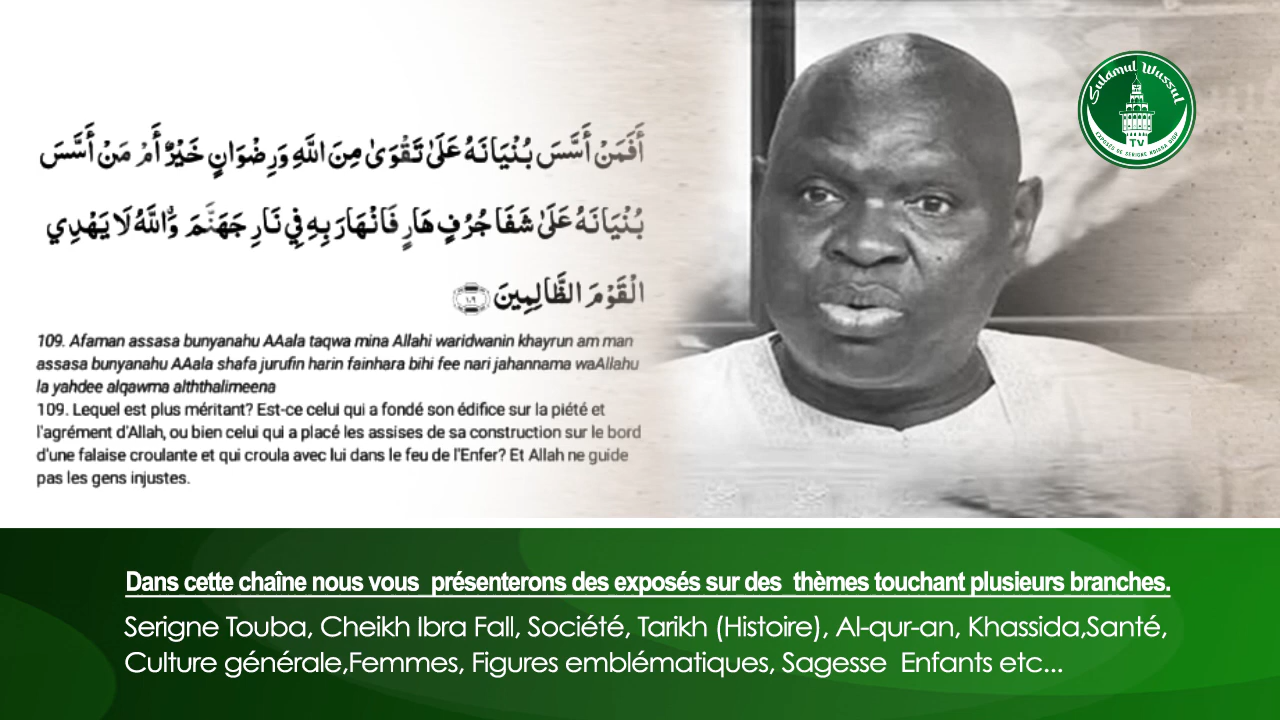 أَفَمَنْ أَسَّسَ بُنْيَانَهُ عَلَىٰ تَقْوَىٰ مِنَ اللَّهِ وَرِضْوَانٍ خَيْرٌ أَم مَّنْ أَسَّسَ
بُنْيَانَهُ عَلَىٰ شَفَا جُرُفٍ هَارٍ فَانْهَارَ بِهِ فِي نَارِ جَهَنَّمَ وَاللَّهُ لَا يَهْدِي
الْقَوْمَ الظَّالِمِينَ ١٠٩
109. Afaman assasa bunyanahu AAala taqwa mina Allahi waridwanin khayrun am man
assasa bunyanahu AAala shafa jurufin harin fainhara bihi fee nari jahannama waAllahu
la yahdee alqawma alththalimeena
109. Lequel est plus méritant? Est-ce celui qui a fondé son édifice sur la piété et
l'agrément d'Allah, ou bien celui qui a placé les assises de sa construction sur le bord
d'une falaise croulante et qui croula avec lui dans le feu de l'Enfer? Et Allah ne guide
pas les gens injustes.
Sulamul Wussul
TV
EXPOSÉS DE SERIGNE ADIBBA DIOP
Dans cette chaîne nous vous présenterons des exposés sur des thèmes touchant plusieurs branches.
Serigne Touba, Cheikh Ibra Fall, Société, Tarikh (Histoire), Al-qur-an, Khassida,Santé,
Culture générale,Femmes, Figures emblématiques, Sagesse Enfants etc...